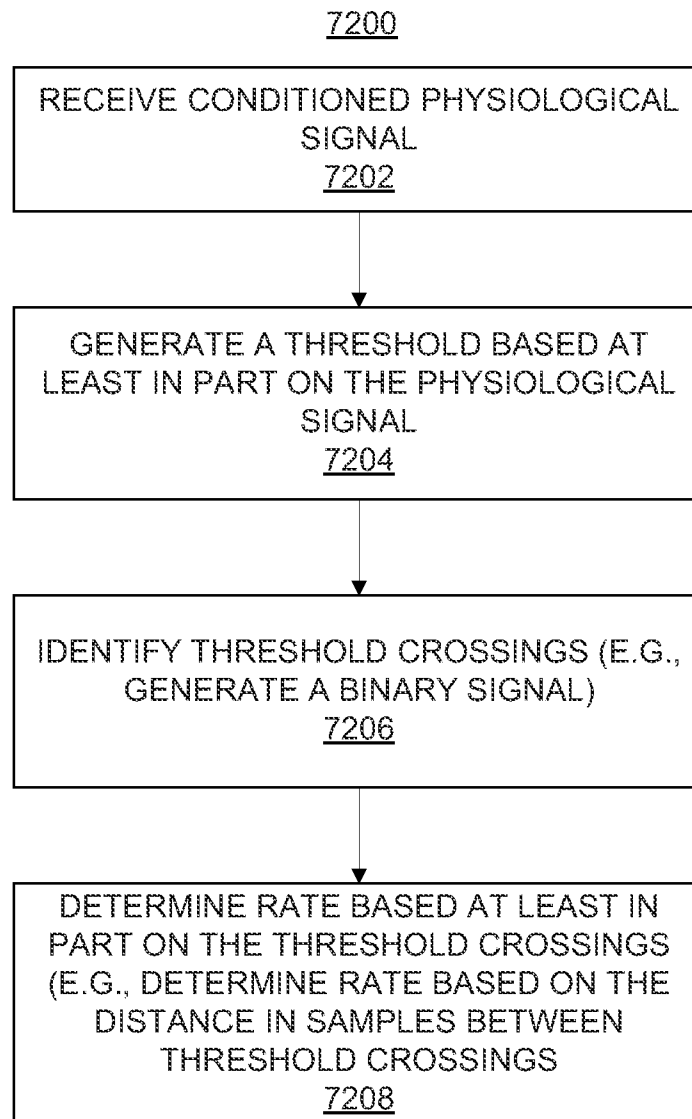 7200
RECEIVE CONDITIONED PHYSIOLOGICAL
SIGNAL
7202
GENERATE A THRESHOLD BASED AT
LEAST IN PART ON THE PHYSIOLOGICAL
SIGNAL
7204
IDENTIFY THRESHOLD CROSSINGS (E.G.,
GENERATE A BINARY SIGNAL)
7206
DETERMINE RATE BASED AT LEAST IN
PART ON THE THRESHOLD CROSSINGS
(E.G., DETERMINE RATE BASED ON THE
DISTANCE IN SAMPLES BETWEEN
THRESHOLD CROSSINGS
7208